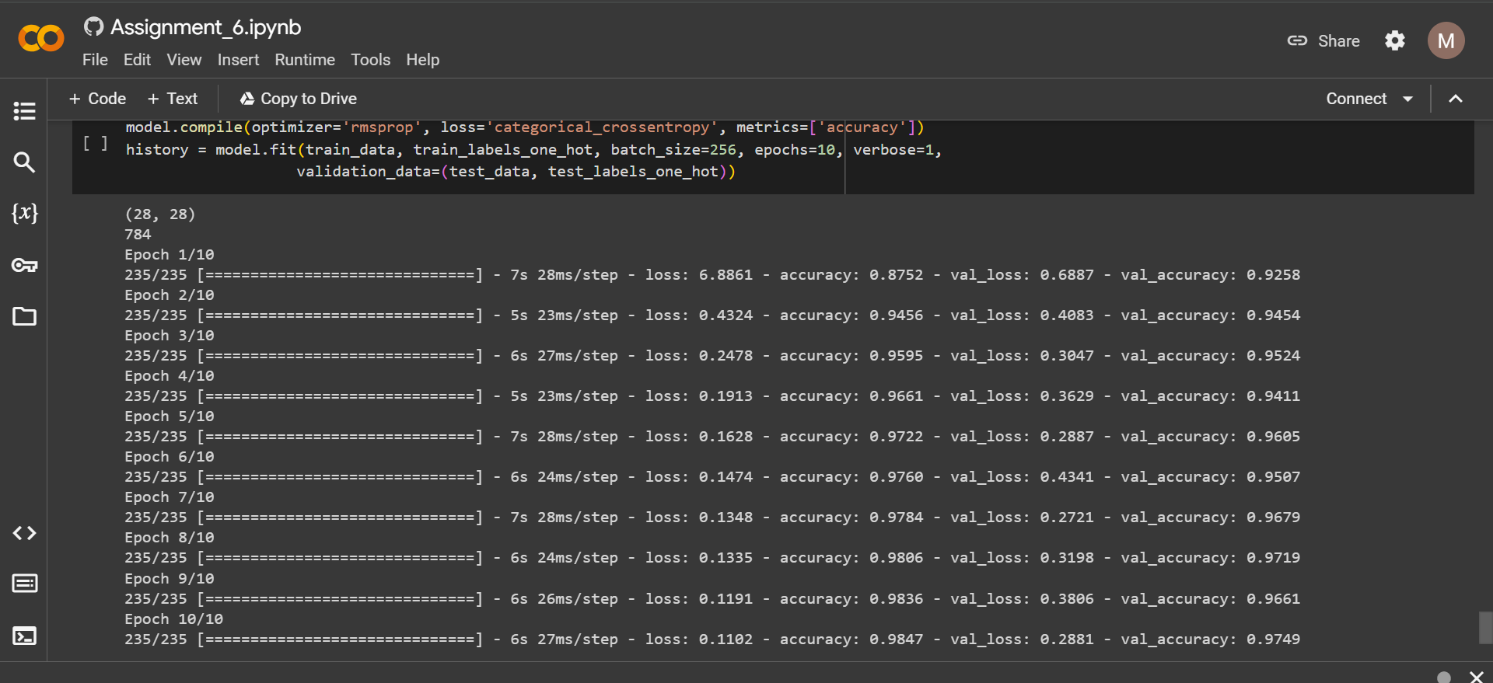 Assignment_6.ipynb
File Edit View Insert Runtime Tools Help
Share
M
+ Code + Text Copy to Drive
Connect
model.compile(optimizer='rmsprop', loss='categorical_crossentropy', metrics=['accuracy'])
[ ] history = model.fit(train_data, train_labels_one_hot, batch_size=256, epochs=10, verbose=1,
validation_data=(test_data, test_labels_one_hot))
(28, 28)
784
Epoch 1/10
235/235 [==============================] - 7s 28ms/step - loss: 6.8861 - accuracy: 0.8752 - val_loss: 0.6887 - val_accuracy: 0.9258
Epoch 2/10
235/235 [==============================] - 5s 23ms/step - loss: 0.4324 - accuracy: 0.9456 - val_loss: 0.4083 - val_accuracy: 0.9454
Epoch 3/10
235/235 [==============================] - 6s 27ms/step - loss: 0.2478 - accuracy: 0.9595 - val_loss: 0.3047 - val_accuracy: 0.9524
Epoch 4/10
235/235 [==============================] - 5s 23ms/step - loss: 0.1913 - accuracy: 0.9661 - val_loss: 0.3629 - val_accuracy: 0.9411
Epoch 5/10
235/235 [==============================] - 7s 28ms/step - loss: 0.1628 - accuracy: 0.9722 - val_loss: 0.2887 - val_accuracy: 0.9605
Epoch 6/10
235/235 [==============================] - 6s 24ms/step - loss: 0.1474 - accuracy: 0.9760 - val_loss: 0.4341 - val_accuracy: 0.9507
Epoch 7/10
235/235 [==============================] - 7s 28ms/step - loss: 0.1348 - accuracy: 0.9784 - val_loss: 0.2721 - val_accuracy: 0.9679
Epoch 8/10
235/235 [==============================] - 6s 24ms/step - loss: 0.1335 - accuracy: 0.9806 - val_loss: 0.3198 - val_accuracy: 0.9719
Epoch 9/10
235/235 [==============================] - 6s 26ms/step - loss: 0.1191 - accuracy: 0.9836 - val_loss: 0.3806 - val_accuracy: 0.9661
Epoch 10/10
235/235 [==============================] - 6s 27ms/step - loss: 0.1102 - accuracy: 0.9847 - val_loss: 0.2881 - val_accuracy: 0.9749
{x}